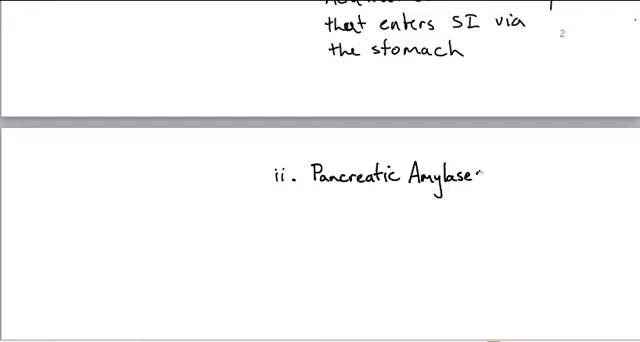 that enters SI via
the stomach
2
ii. Pancreatic Amylase